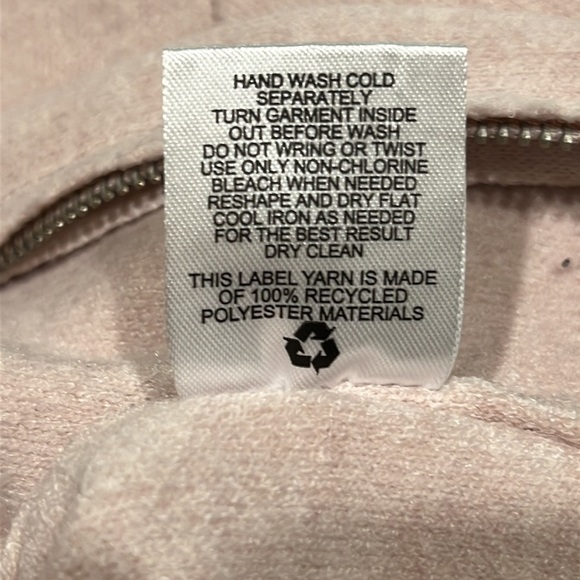 HAND WASH COLD
SEPARATELY
TURN GARMENT INSIDE
OUT BEFORE WASH
DO NOT WRING OR TWIST
USE ONLY NON-CHLORINE
BLEACH WHEN NEEDED
RESHAPE AND DRY FLAT
COOL IRON AS NEEDED
FOR THE BEST RESULT
DRY CLEAN
THIS LABEL YARN IS MADE
OF 100% RECYCLED
POLYESTER MATERIALS